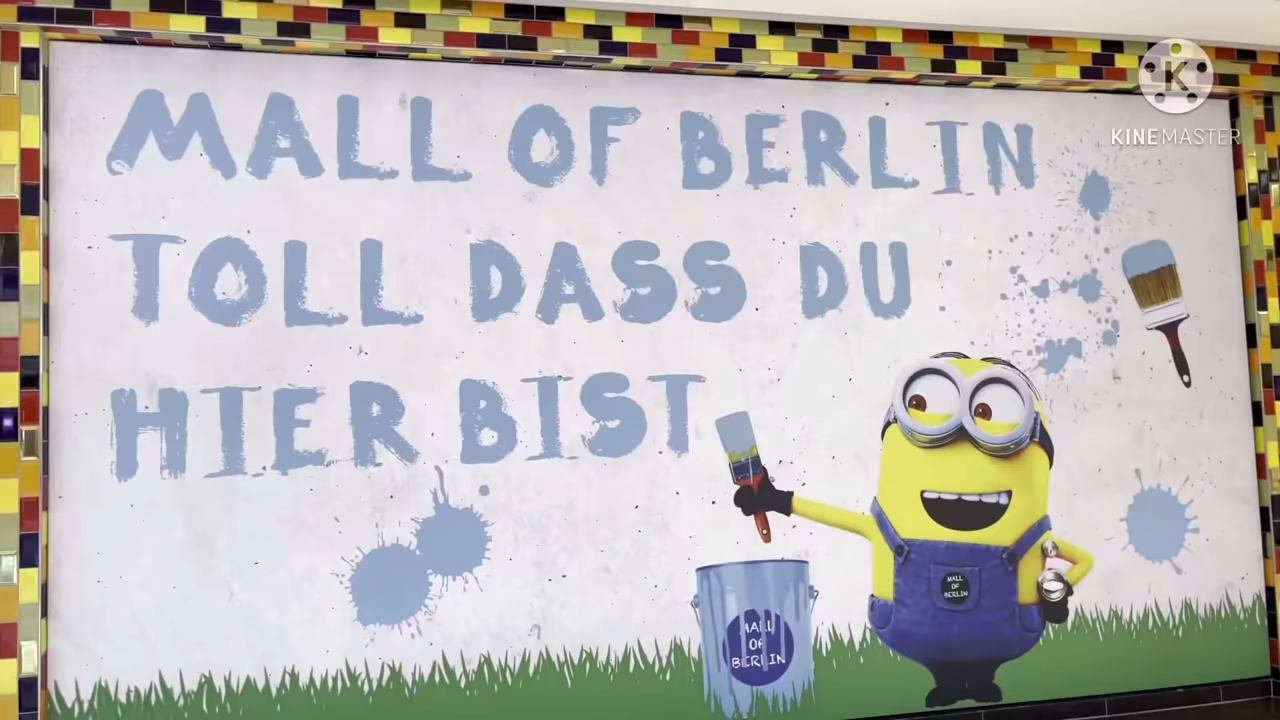 MALL OF BERLIN
TOLL DASS DU
HIER BIST
K
KINEMASTER
MALL
OF
BERLIN
MALL
OF
BERLIN